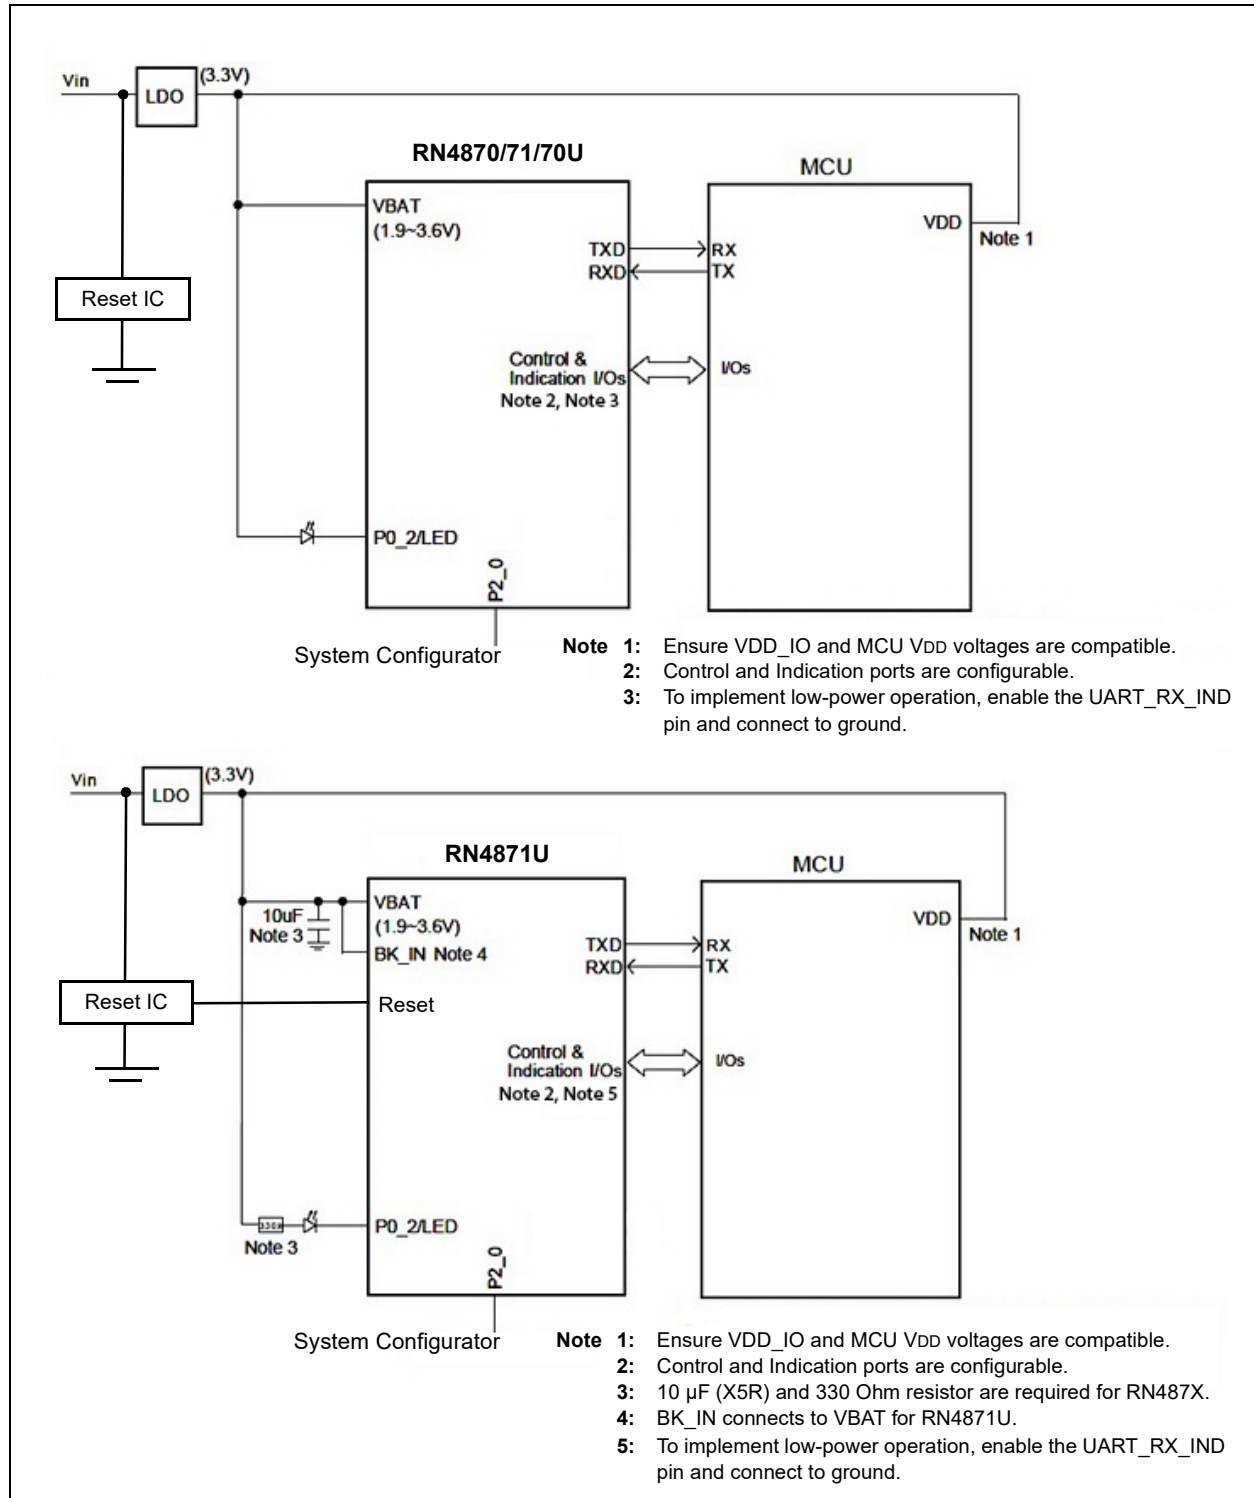 Vin
LDO
(3.3V)
RN4870/71/70U
MCU
VBAT
(1.9~3.6V)
VDD
Note 1
TXD
RX
RXD
TX
Reset IC
Control &
Indication I/Os
Note 2, Note 3
I/Os
P0_2/LED
P2_0
System Configurator
Note 1: Ensure VDD_IO and MCU VDD voltages are compatible.
2: Control and Indication ports are configurable.
3: To implement low-power operation, enable the UART_RX_IND
pin and connect to ground.
Vin
LDO
(3.3V)
RN4871U
MCU
VBAT
(1.9~3.6V)
10uF
Note 3
BK_IN Note 4
VDD
Note 1
TXD
RX
RXD
TX
Reset IC
Reset
Control &
Indication I/Os
Note 2, Note 5
I/Os
P0_2/LED
Note 3
P2_0
System Configurator
Note 1: Ensure VDD_IO and MCU VDD voltages are compatible.
2: Control and Indication ports are configurable.
3: 10 µF (X5R) and 330 Ohm resistor are required for RN487X.
4: BK_IN connects to VBAT for RN4871U.
5: To implement low-power operation, enable the UART_RX_IND
pin and connect to ground.